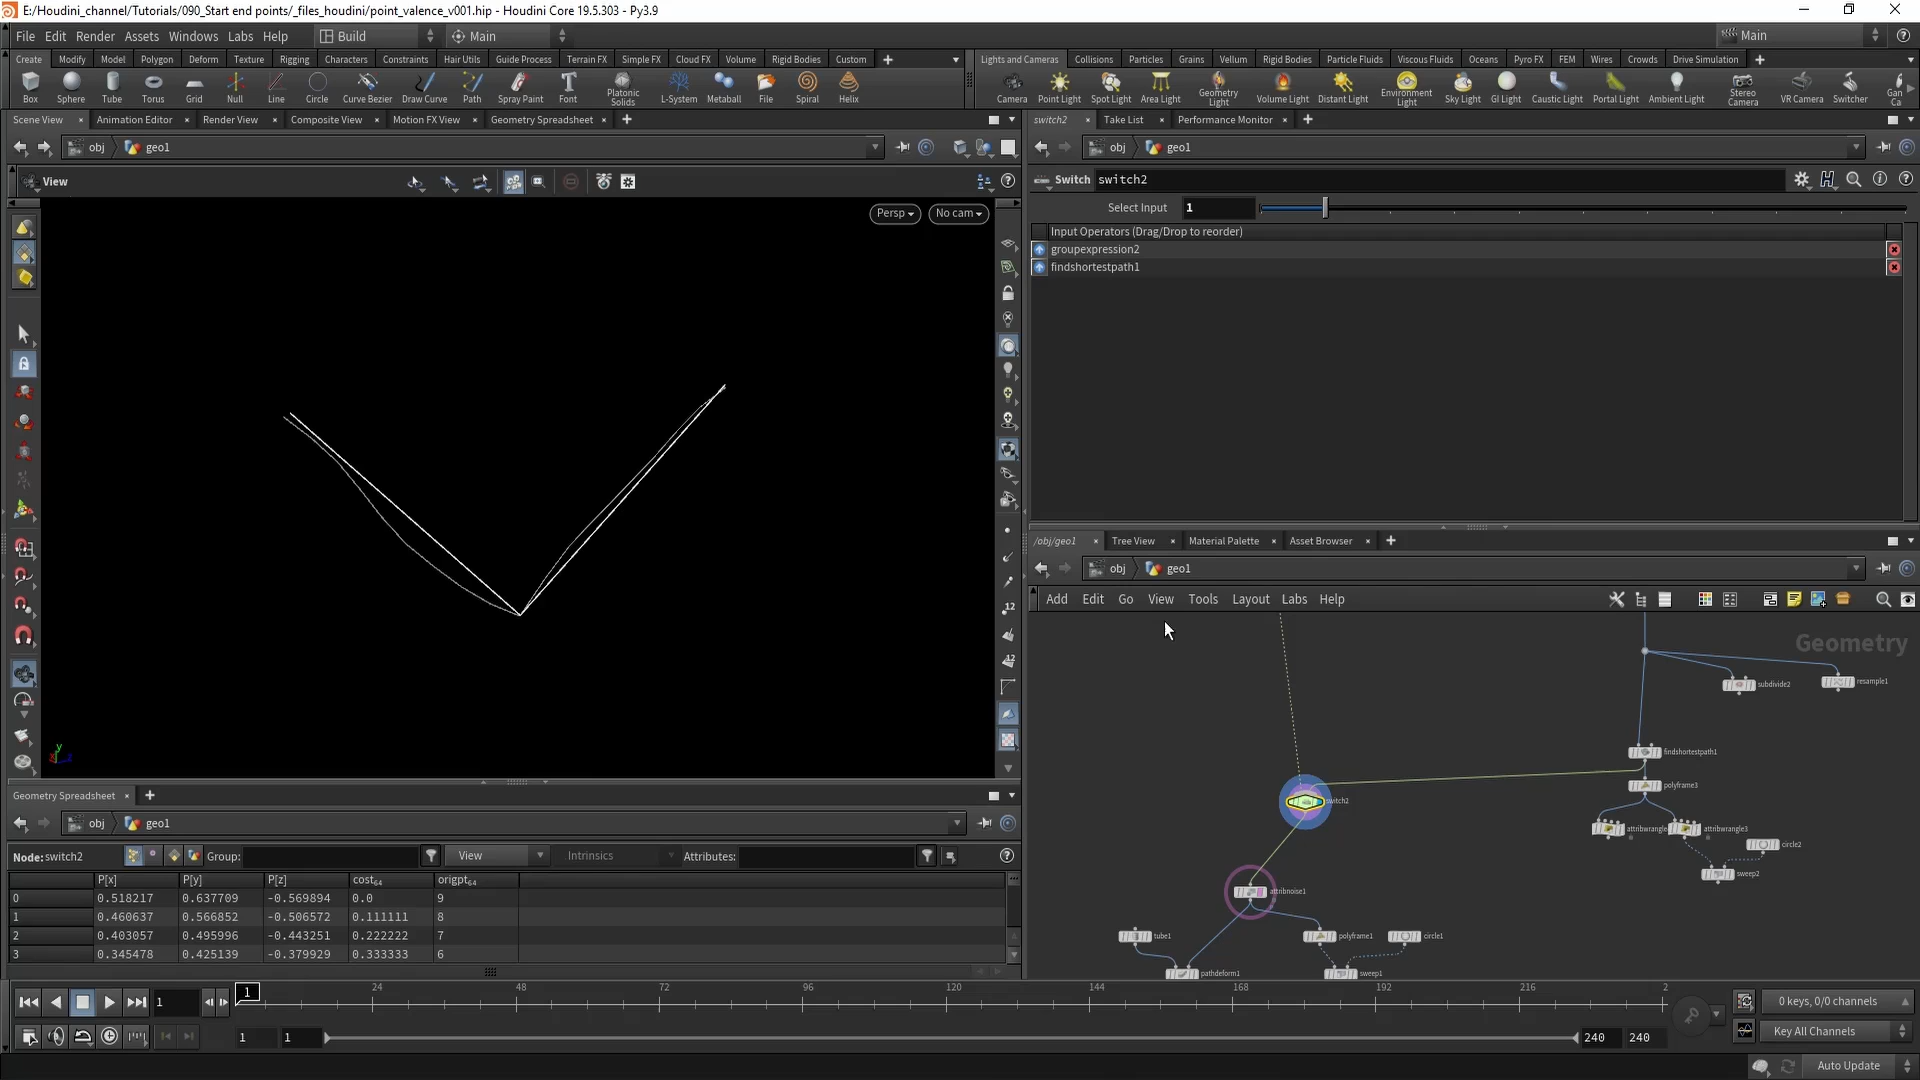 E:/Houdini_channel/Tutorials/090_Start end points/_files_houdini/point_valence_v001.hip - Houdini Core 19.5.303 - Py3.9
File Edit Render Assets Windows Labs Help Build Main Main
Create Modify Model Polygon Deform Texture Rigging Characters Constraints Hair Utils Guide Process Terrain FX Simple FX Cloud FX Volume Rigid Bodies Custom
Lights and Cameras Collisions Particles Grains Vellum Rigid Bodies Particle Fluids Viscous Fluids Oceans Pyro FX FEM Wires Crowds Drive Simulation
Box Sphere Tube Torus Grid Null Line Circle Curve Bezier Draw Curve Path Spray Paint Font Platonic Solids L-System Metaball File Spiral Helix
Camera Point Light Spot Light Area Light Geometry Light Volume Light Distant Light Environment Light Sky Light GI Light Caustic Light Portal Light Ambient Light Stereo Camera VR Camera Switcher Gan Ca
Scene View Animation Editor Render View Composite View Motion FX View Geometry Spreadsheet
switch2 Take List Performance Monitor
obj geo1
obj geo1
View
Switch switch2
Persp No cam
Select Input 1
Input Operators (Drag/Drop to reorder)
groupexpression2
findshortestpath1
/obj/geo1 Tree View Material Palette Asset Browser
obj geo1
Add Edit Go View Tools Layout Labs Help
Geometry
subdivide2
resample1
findshortestpath1
polyframe3
switch2
attribwrangle
attribwrangle3
circle2
sweep2
attribnoise1
tube1
polyframe1
circle1
pathdeform1
sweep1
12
12
y
Geometry Spreadsheet
obj geo1
Node: switch2 Group: View Intrinsics Attributes:
P[x] P[y] P[z] cost64 origpt64
0 0.518217 0.637709 -0.569894 0.0 9
1 0.460637 0.566852 -0.506572 0.111111 8
2 0.403057 0.495996 -0.443251 0.222222 7
3 0.345478 0.425139 -0.379929 0.333333 6
1 1 24 48 72 96 120 144 168 192 216 2
0 keys, 0/0 channels
1 1 240 240
Key All Channels
Auto Update